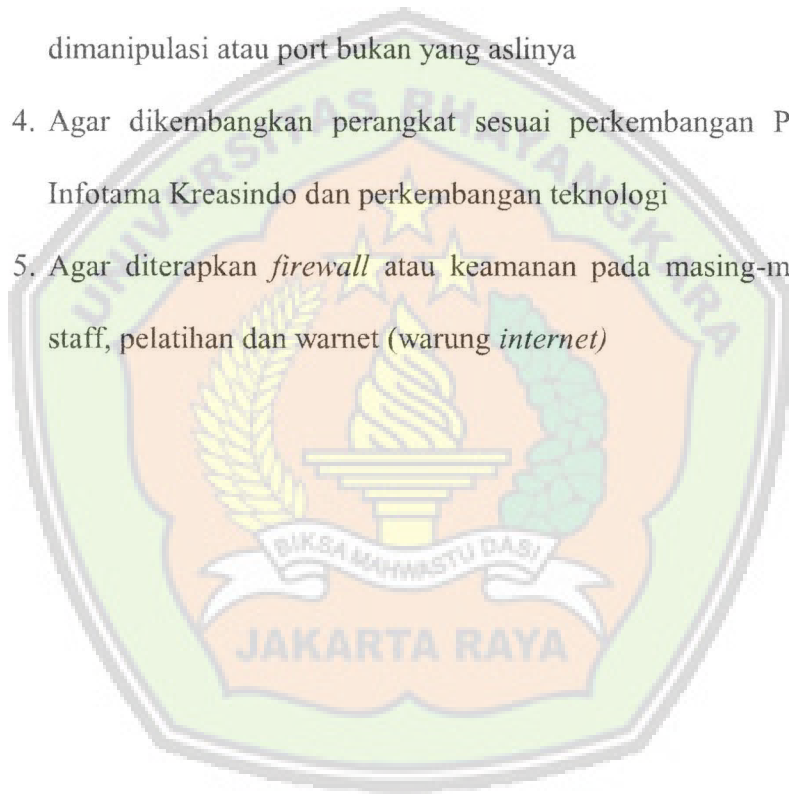 dimanipulasi atau port bukan yang aslinya
4. Agar dikembangkan perangkat sesuai perkembangan P
Infotama Kreasindo dan perkembangan teknologi
5. Agar diterapkan firewall atau keamanan pada masing-m
staff, pelatihan dan warnet (warung internet)
UNIVERSITAS BHAYANGKARA
BIKSA MAHWASTU DASI
JAKARTA RAYA